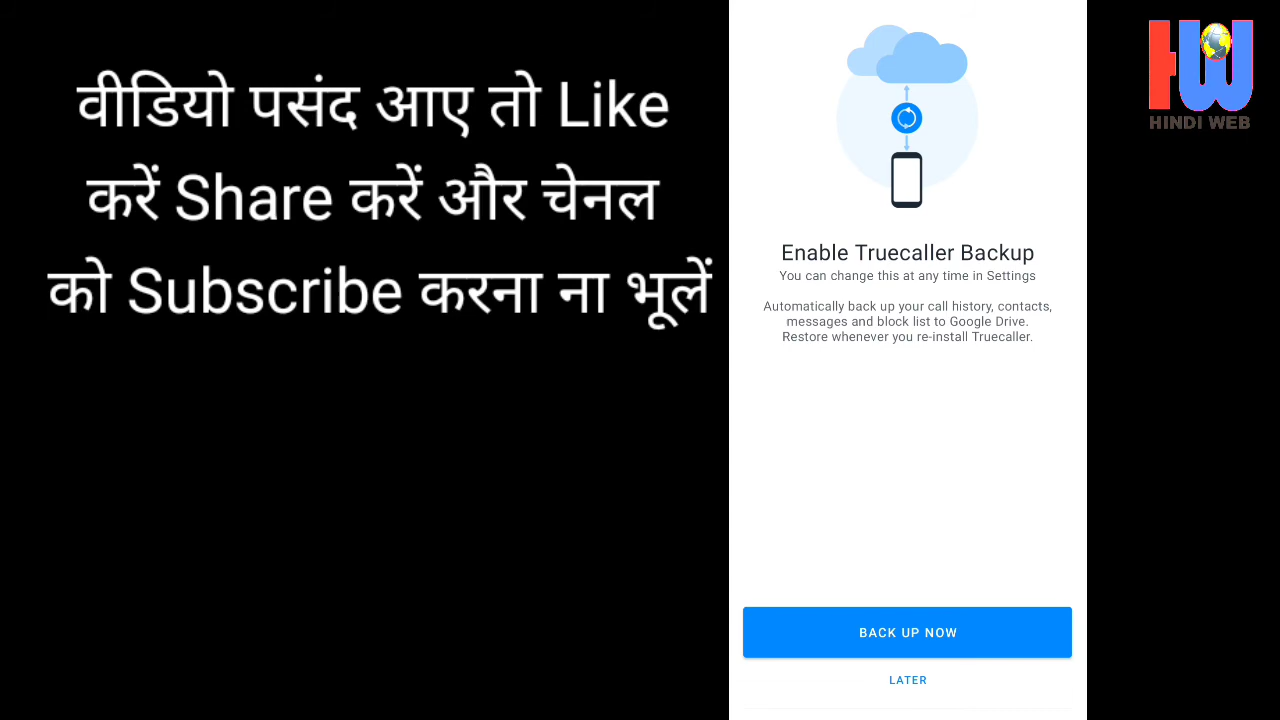 वीडियो पसंद आए तो Like
करें Share करें और चेनल
को Subscribe करना ना भूलें
HW
HINDI WEB
Enable Truecaller Backup
You can change this at any time in Settings
Automatically back up your call history, contacts,
messages and block list to Google Drive.
Restore whenever you re-install Truecaller.
BACK UP NOW
LATER